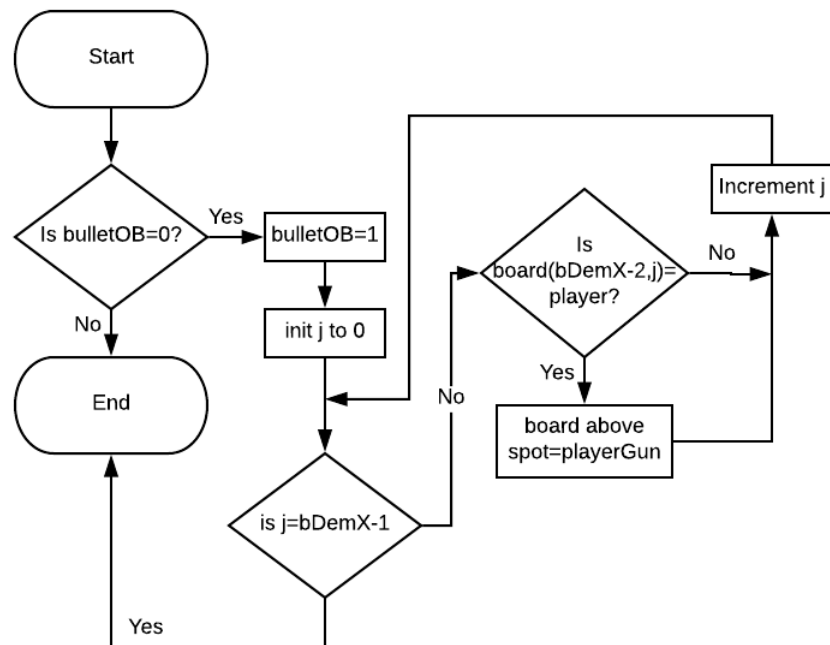 Start
Is bulletOB=0?
Yes
bulletOB=1
No
init j to 0
End
is j=bDemX-1
Yes
No
Is
board(bDemX-2,j)=
player?
No
Increment j
Yes
board above
spot=playerGun